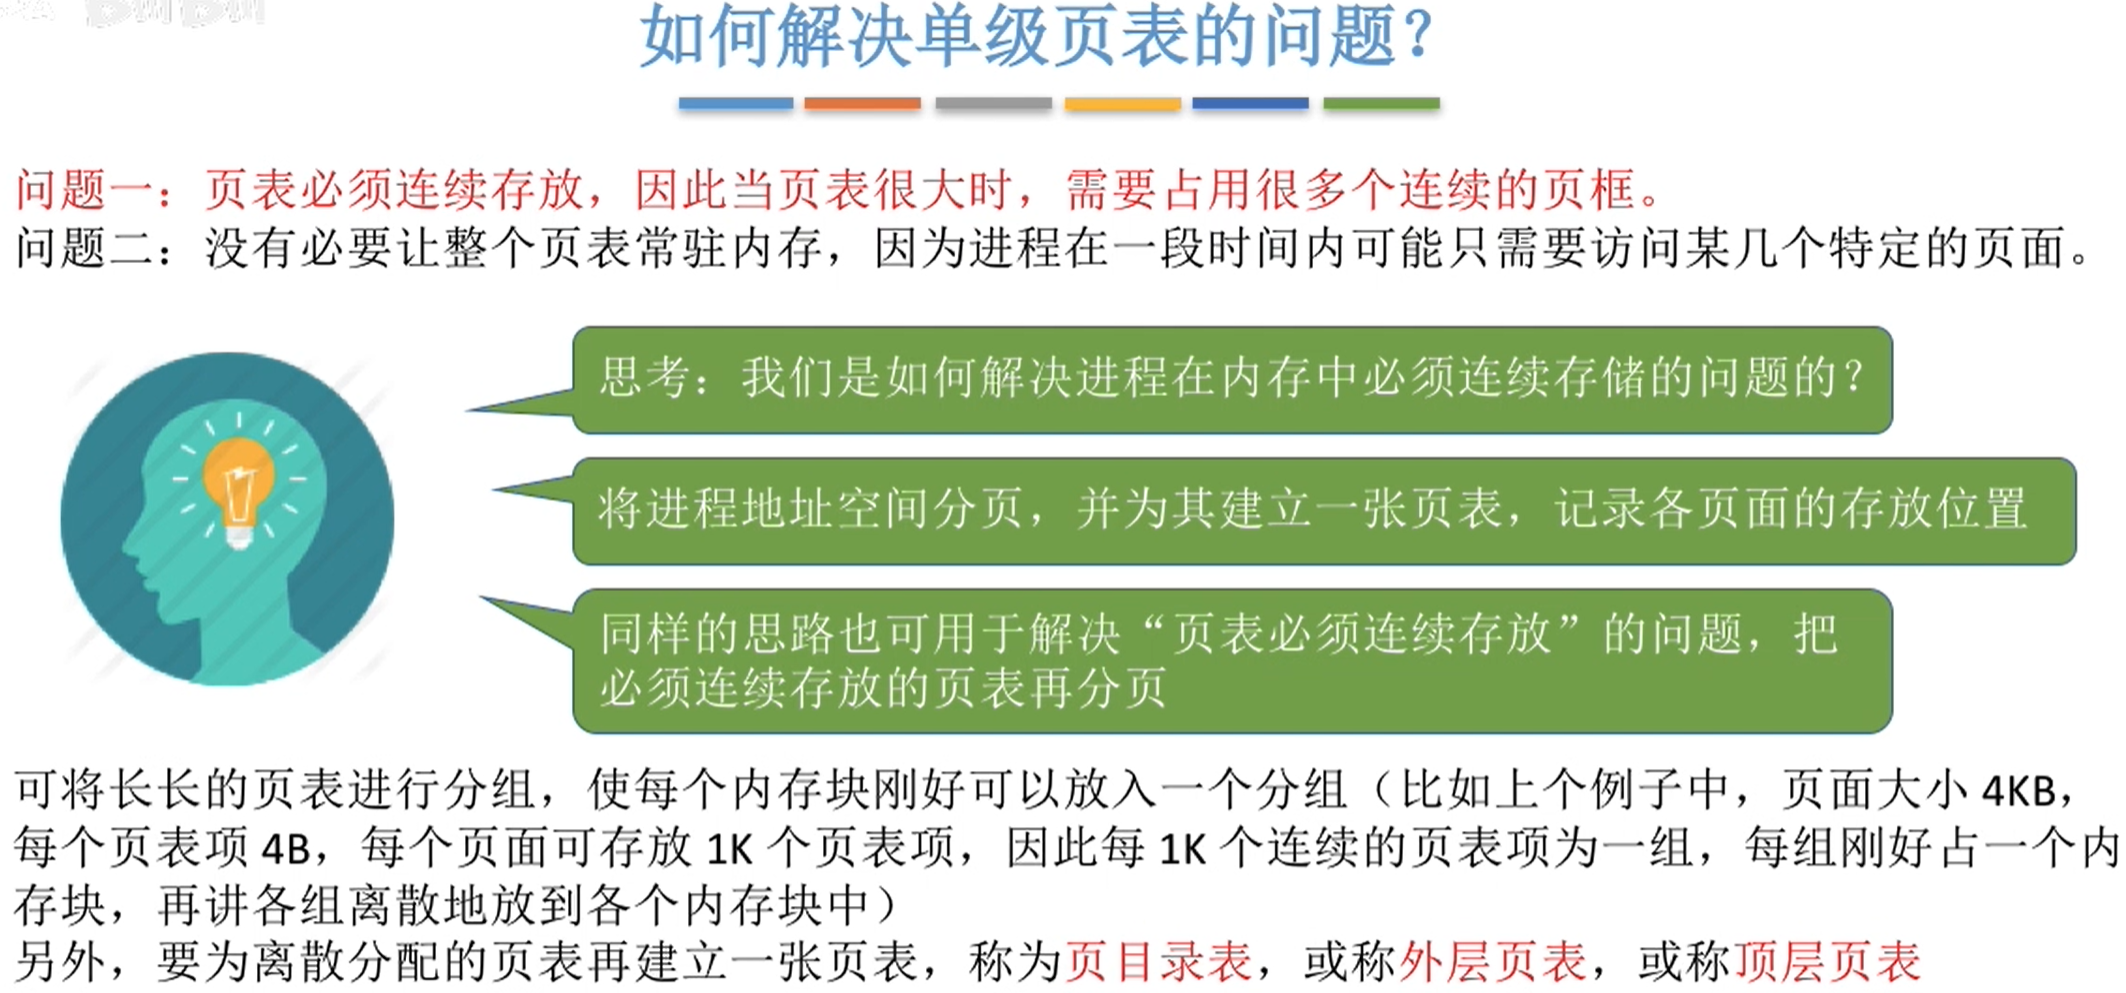 如何解决单级页表的问题？
问题一：页表必须连续存放，因此当页表很大时，需要占用很多个连续的页框。
问题二：没有必要让整个页表常驻内存，因为进程在一段时间内可能只需要访问某几个特定的页面。
思考：我们是如何解决进程在内存中必须连续存储的问题的？
将进程地址空间分页，并为其建立一张页表，记录各页面的存放位置
同样的思路也可用于解决“页表必须连续存放”的问题，把
必须连续存放的页表再分页
可将长长的页表进行分组，使每个内存块刚好可以放入一个分组（比如上个例子中，页面大小 4KB，
每个页表项 4B，每个页面可存放 1K 个页表项，因此每 1K 个连续的页表项为一组，每组刚好占一个内
存块，再讲各组离散地放到各个内存块中）
另外，要为离散分配的页表再建立一张页表，称为页目录表，或称外层页表，或称顶层页表